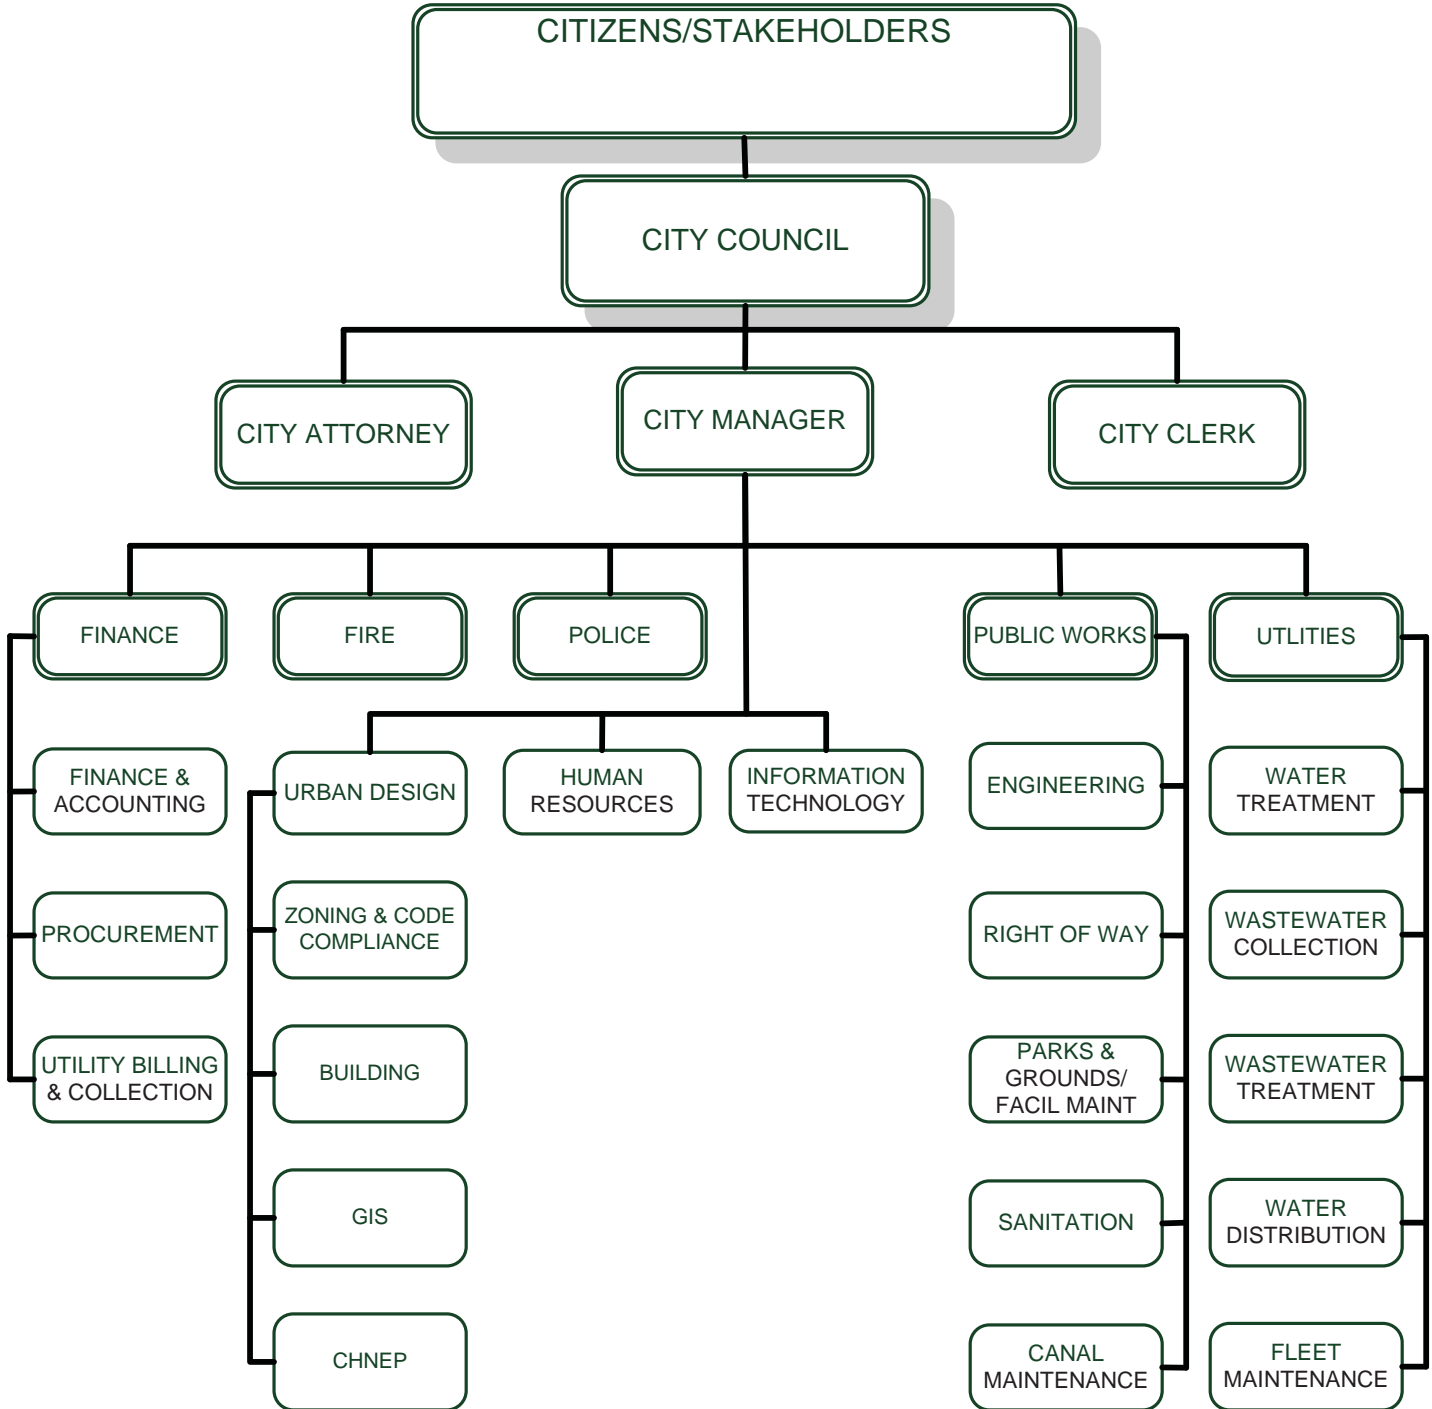 CITIZENS/STAKEHOLDERS
CITY COUNCIL
CITY ATTORNEY
CITY MANAGER
CITY CLERK
FINANCE
FIRE
POLICE
PUBLIC WORKS
UTLITIES
FINANCE &
ACCOUNTING
URBAN DESIGN
HUMAN
RESOURCES
INFORMATION
TECHNOLOGY
ENGINEERING
WATER
TREATMENT
PROCUREMENT
ZONING & CODE
COMPLIANCE
RIGHT OF WAY
WASTEWATER
COLLECTION
UTILITY BILLING
& COLLECTION
BUILDING
PARKS &
GROUNDS/
FACIL MAINT
WASTEWATER
TREATMENT
GIS
SANITATION
WATER
DISTRIBUTION
CHNEP
CANAL
MAINTENANCE
FLEET
MAINTENANCE